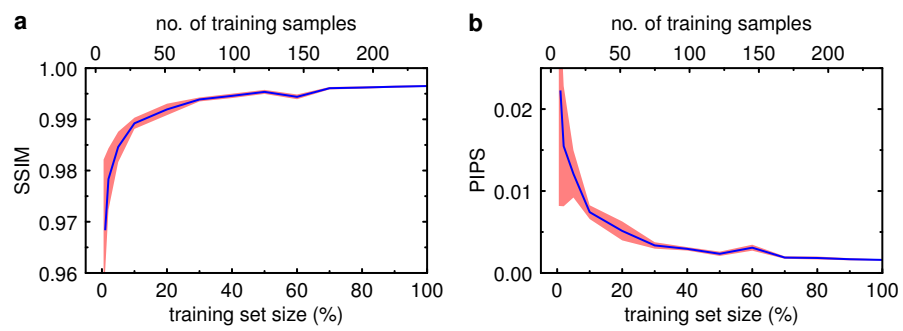 a
no. of training samples
0 50 100 150 200
1.00
0.99
0.98
0.97
0.96
SSIM
0 20 40 60 80 100
training set size (%)
b
no. of training samples
0 50 100 150 200
0.02
0.01
0.00
PIPS
0 20 40 60 80 100
training set size (%)